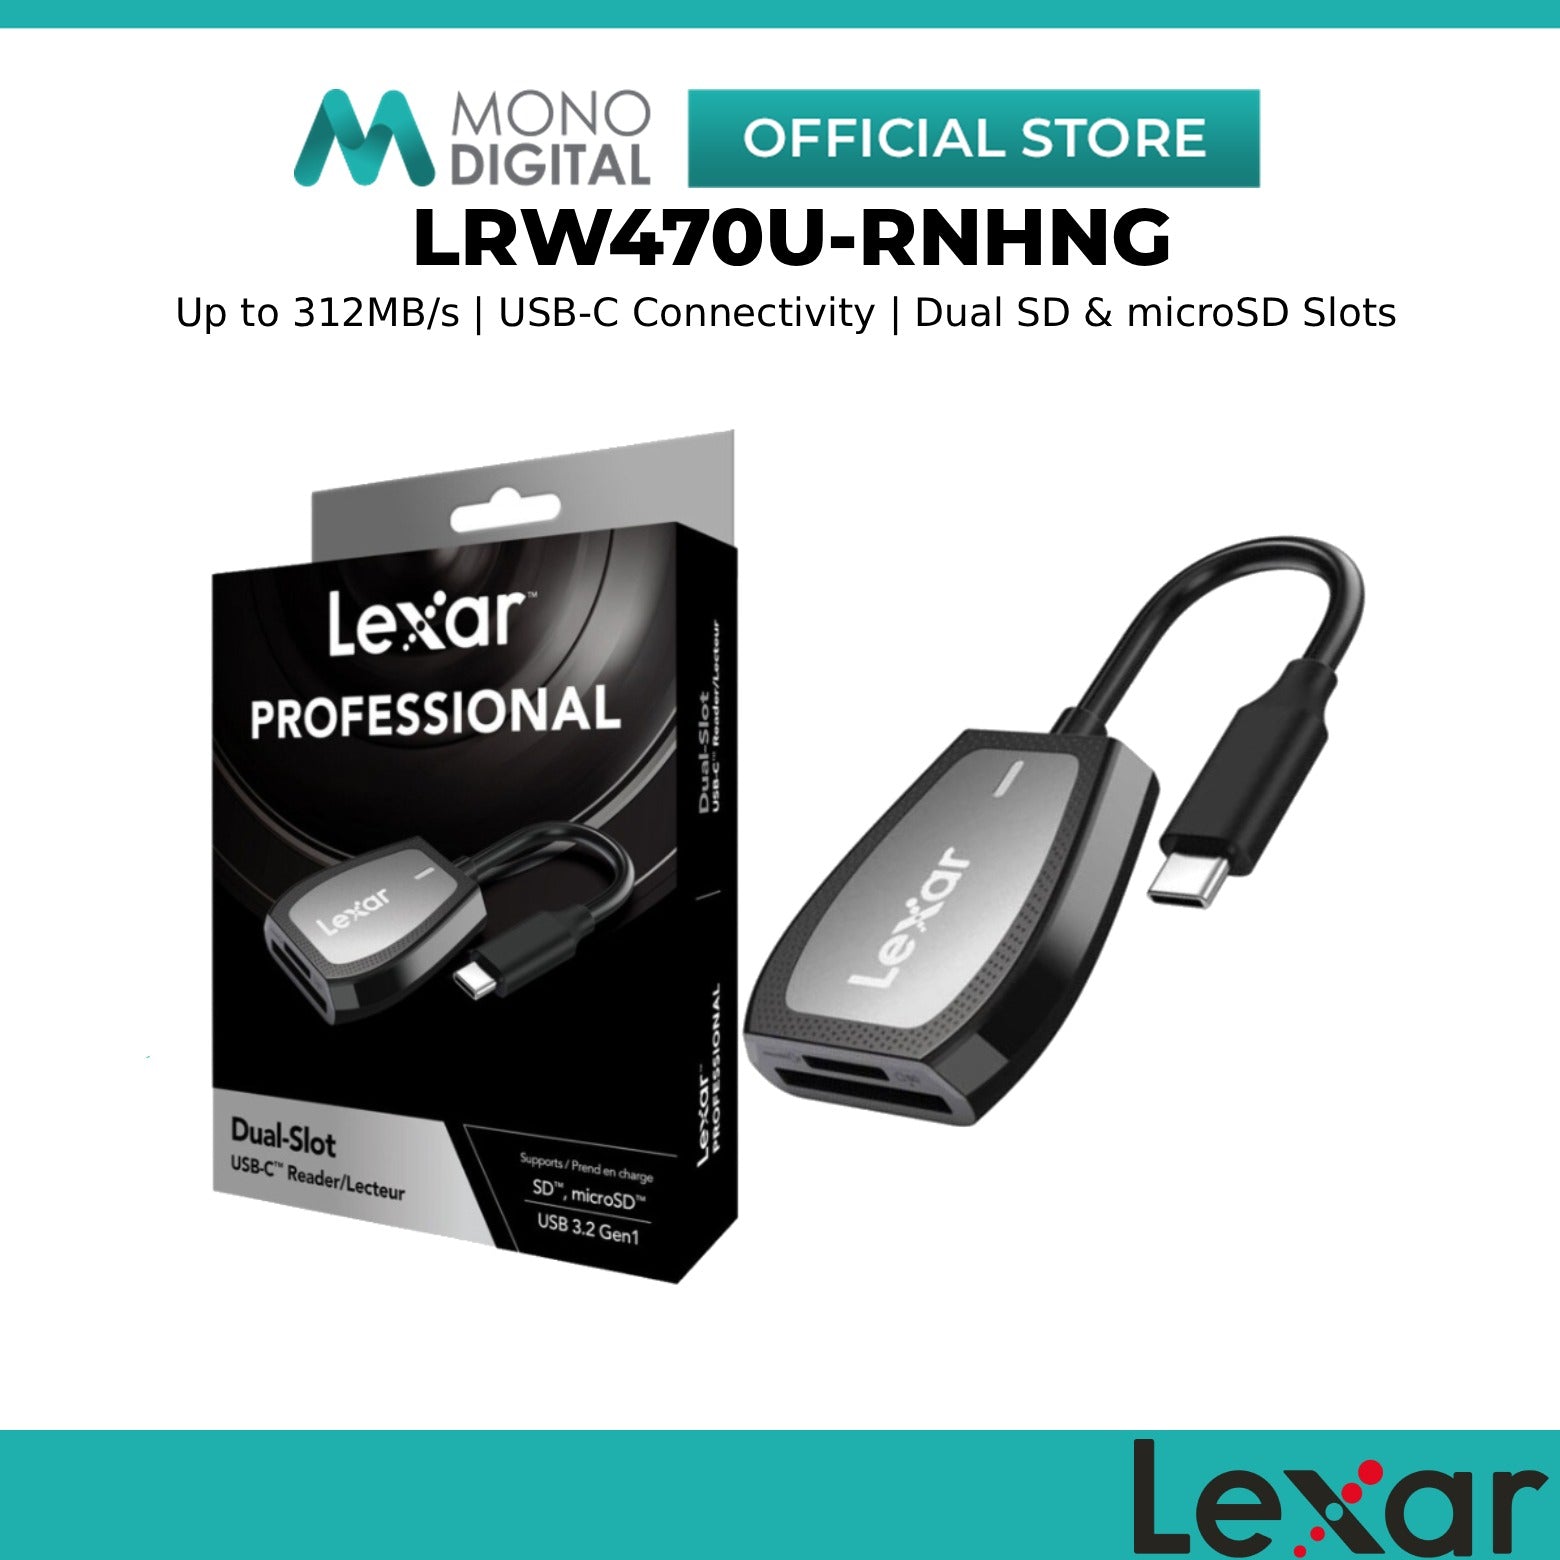 MONO
DIGITAL
OFFICIAL STORE
LRW470U-RNHNG
Up to 312MB/s | USB-C Connectivity | Dual SD & microSD Slots
Lexar™
PROFESSIONAL
Lexar
Dual-Slot
USB-C™ Reader/Lecteur
Supports / Prend en charge
SD™, microSD™
USB 3.2 Gen1
Dual-Slot
USB-C™ Reader/Lecteur
Lexar™
PROFESSIONAL
Lexar
Lexar